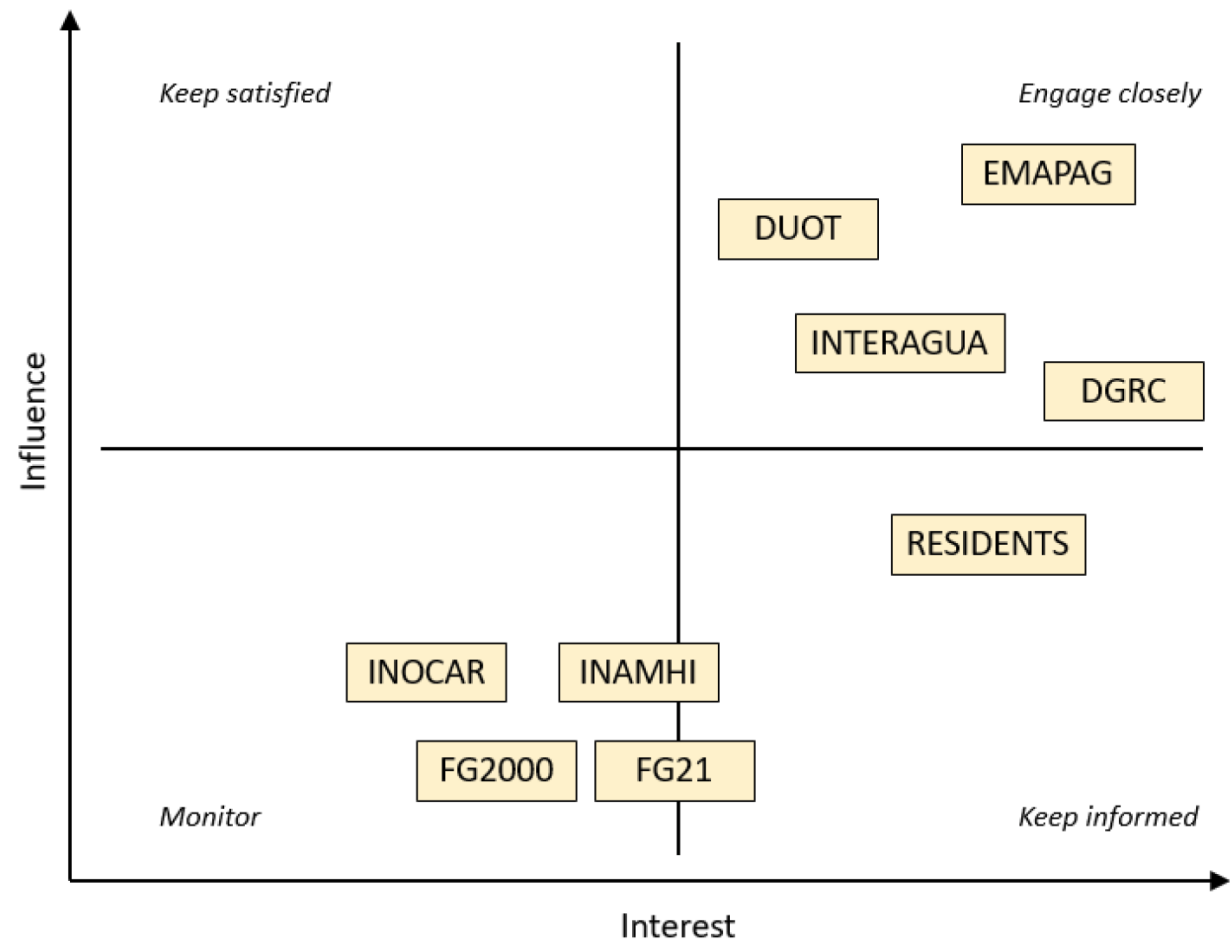 Keep satisfied
Engage closely
EMAPAG
DUOT
INTERAGUA
DGRC
Influence
RESIDENTS
INOCAR
INAMHI
FG2000
FG21
Monitor
Keep informed
Interest